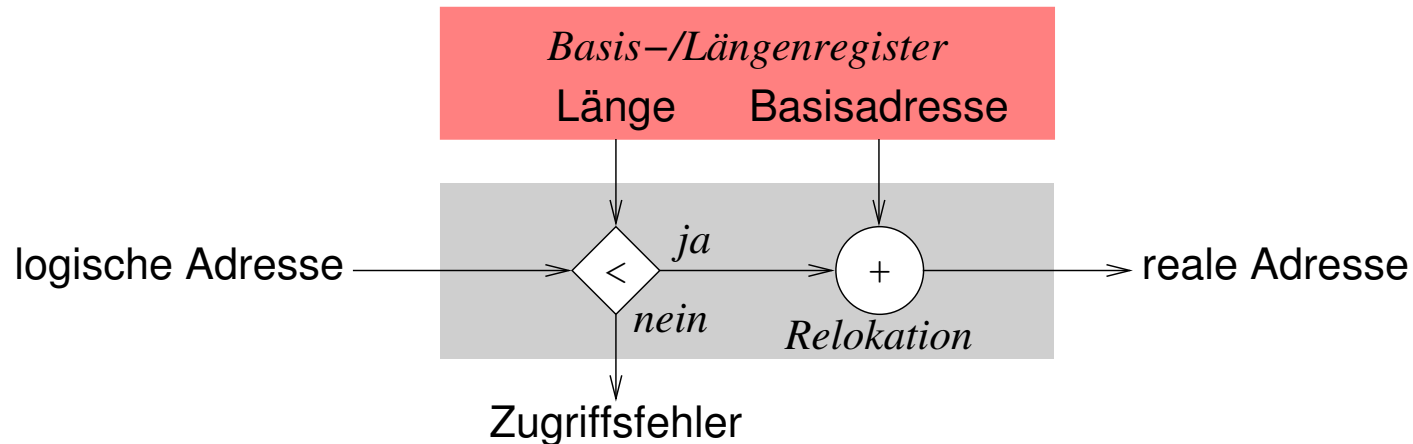 Basis−/Längenregister
Länge Basisadresse
logische Adresse < ja + reale Adresse
nein
Relokation
Zugriffsfehler